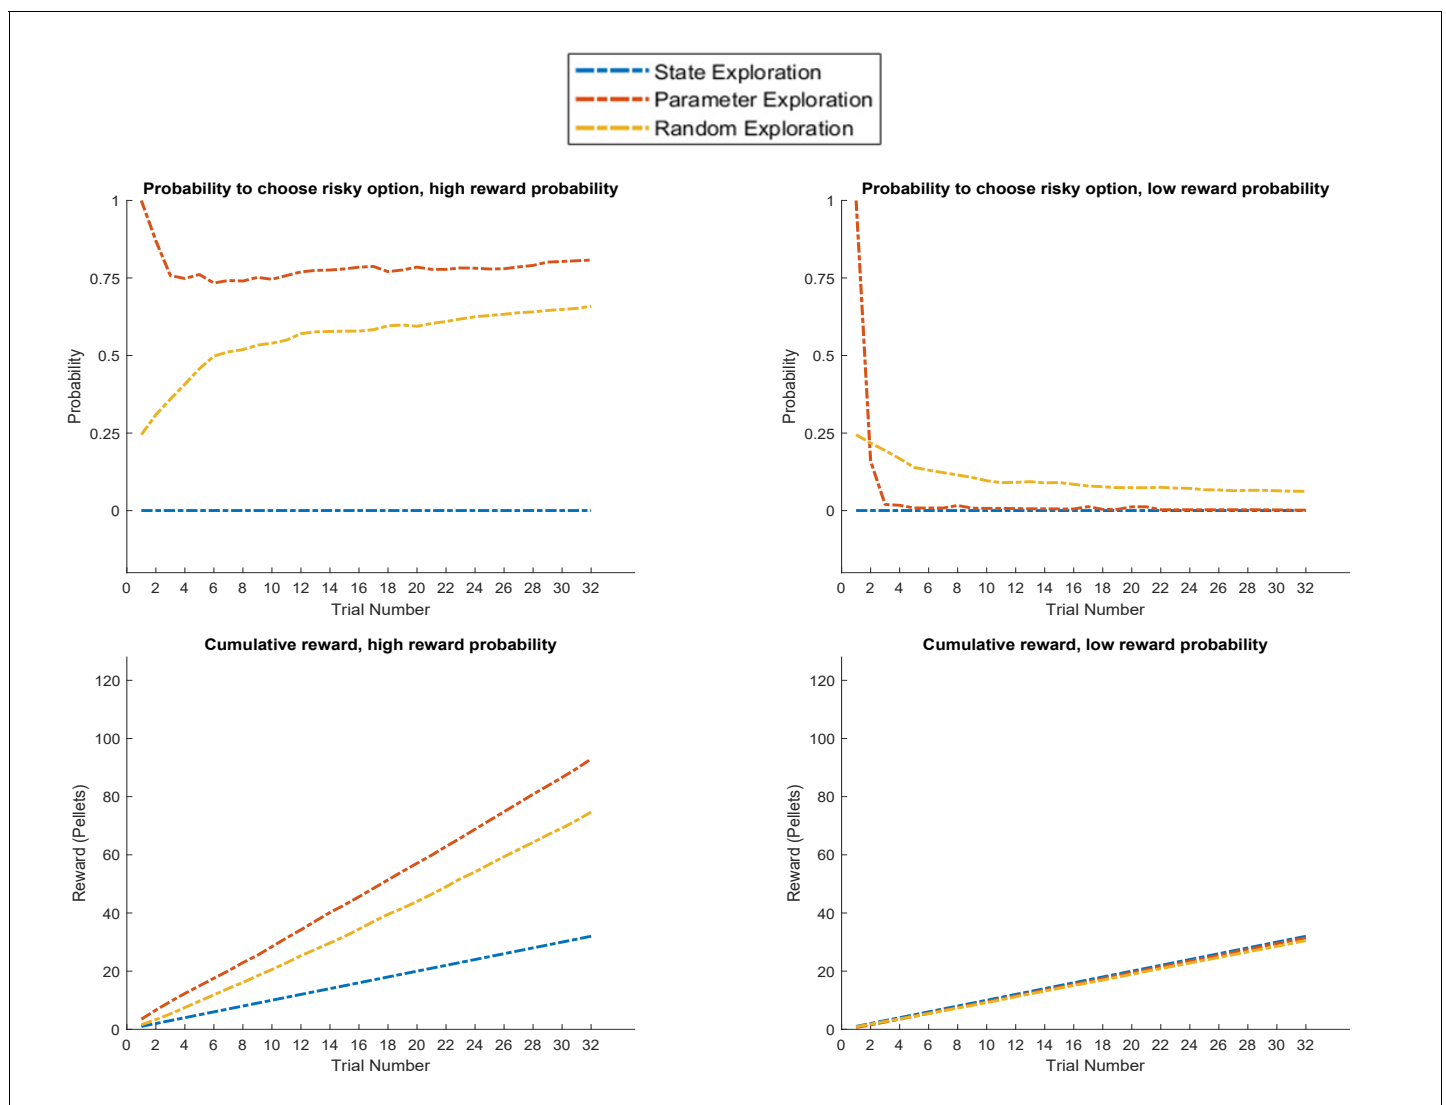 State Exploration
Parameter Exploration
Random Exploration
Probability to choose risky option, high reward probability
1
0.75
0.5
0.25
0
Probability
0 2 4 6 8 10 12 14 16 18 20 22 24 26 28 30 32
Trial Number
Probability to choose risky option, low reward probability
1
0.75
0.5
0.25
0
Probability
0 2 4 6 8 10 12 14 16 18 20 22 24 26 28 30 32
Trial Number
Cumulative reward, high reward probability
120
100
80
60
40
20
0
Reward (Pellets)
0 2 4 6 8 10 12 14 16 18 20 22 24 26 28 30 32
Trial Number
Cumulative reward, low reward probability
120
100
80
60
40
20
0
Reward (Pellets)
0 2 4 6 8 10 12 14 16 18 20 22 24 26 28 30 32
Trial Number